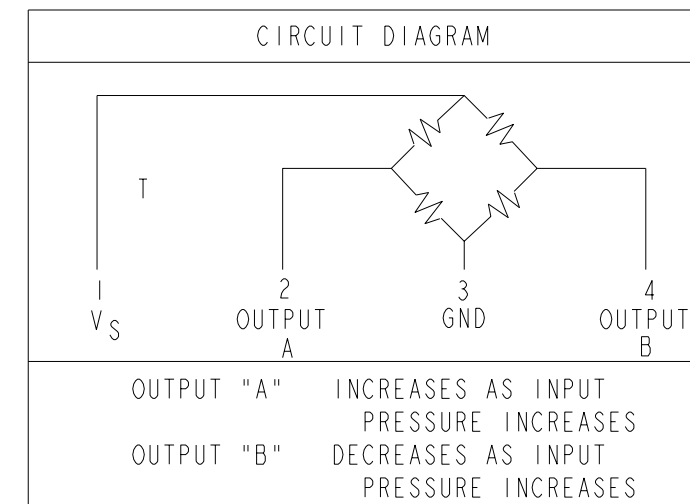 CIRCUIT DIAGRAM
T
1 2 3 4
VS OUTPUT GND OUTPUT
A B
OUTPUT "A" INCREASES AS INPUT
PRESSURE INCREASES
OUTPUT "B" DECREASES AS INPUT
PRESSURE INCREASES